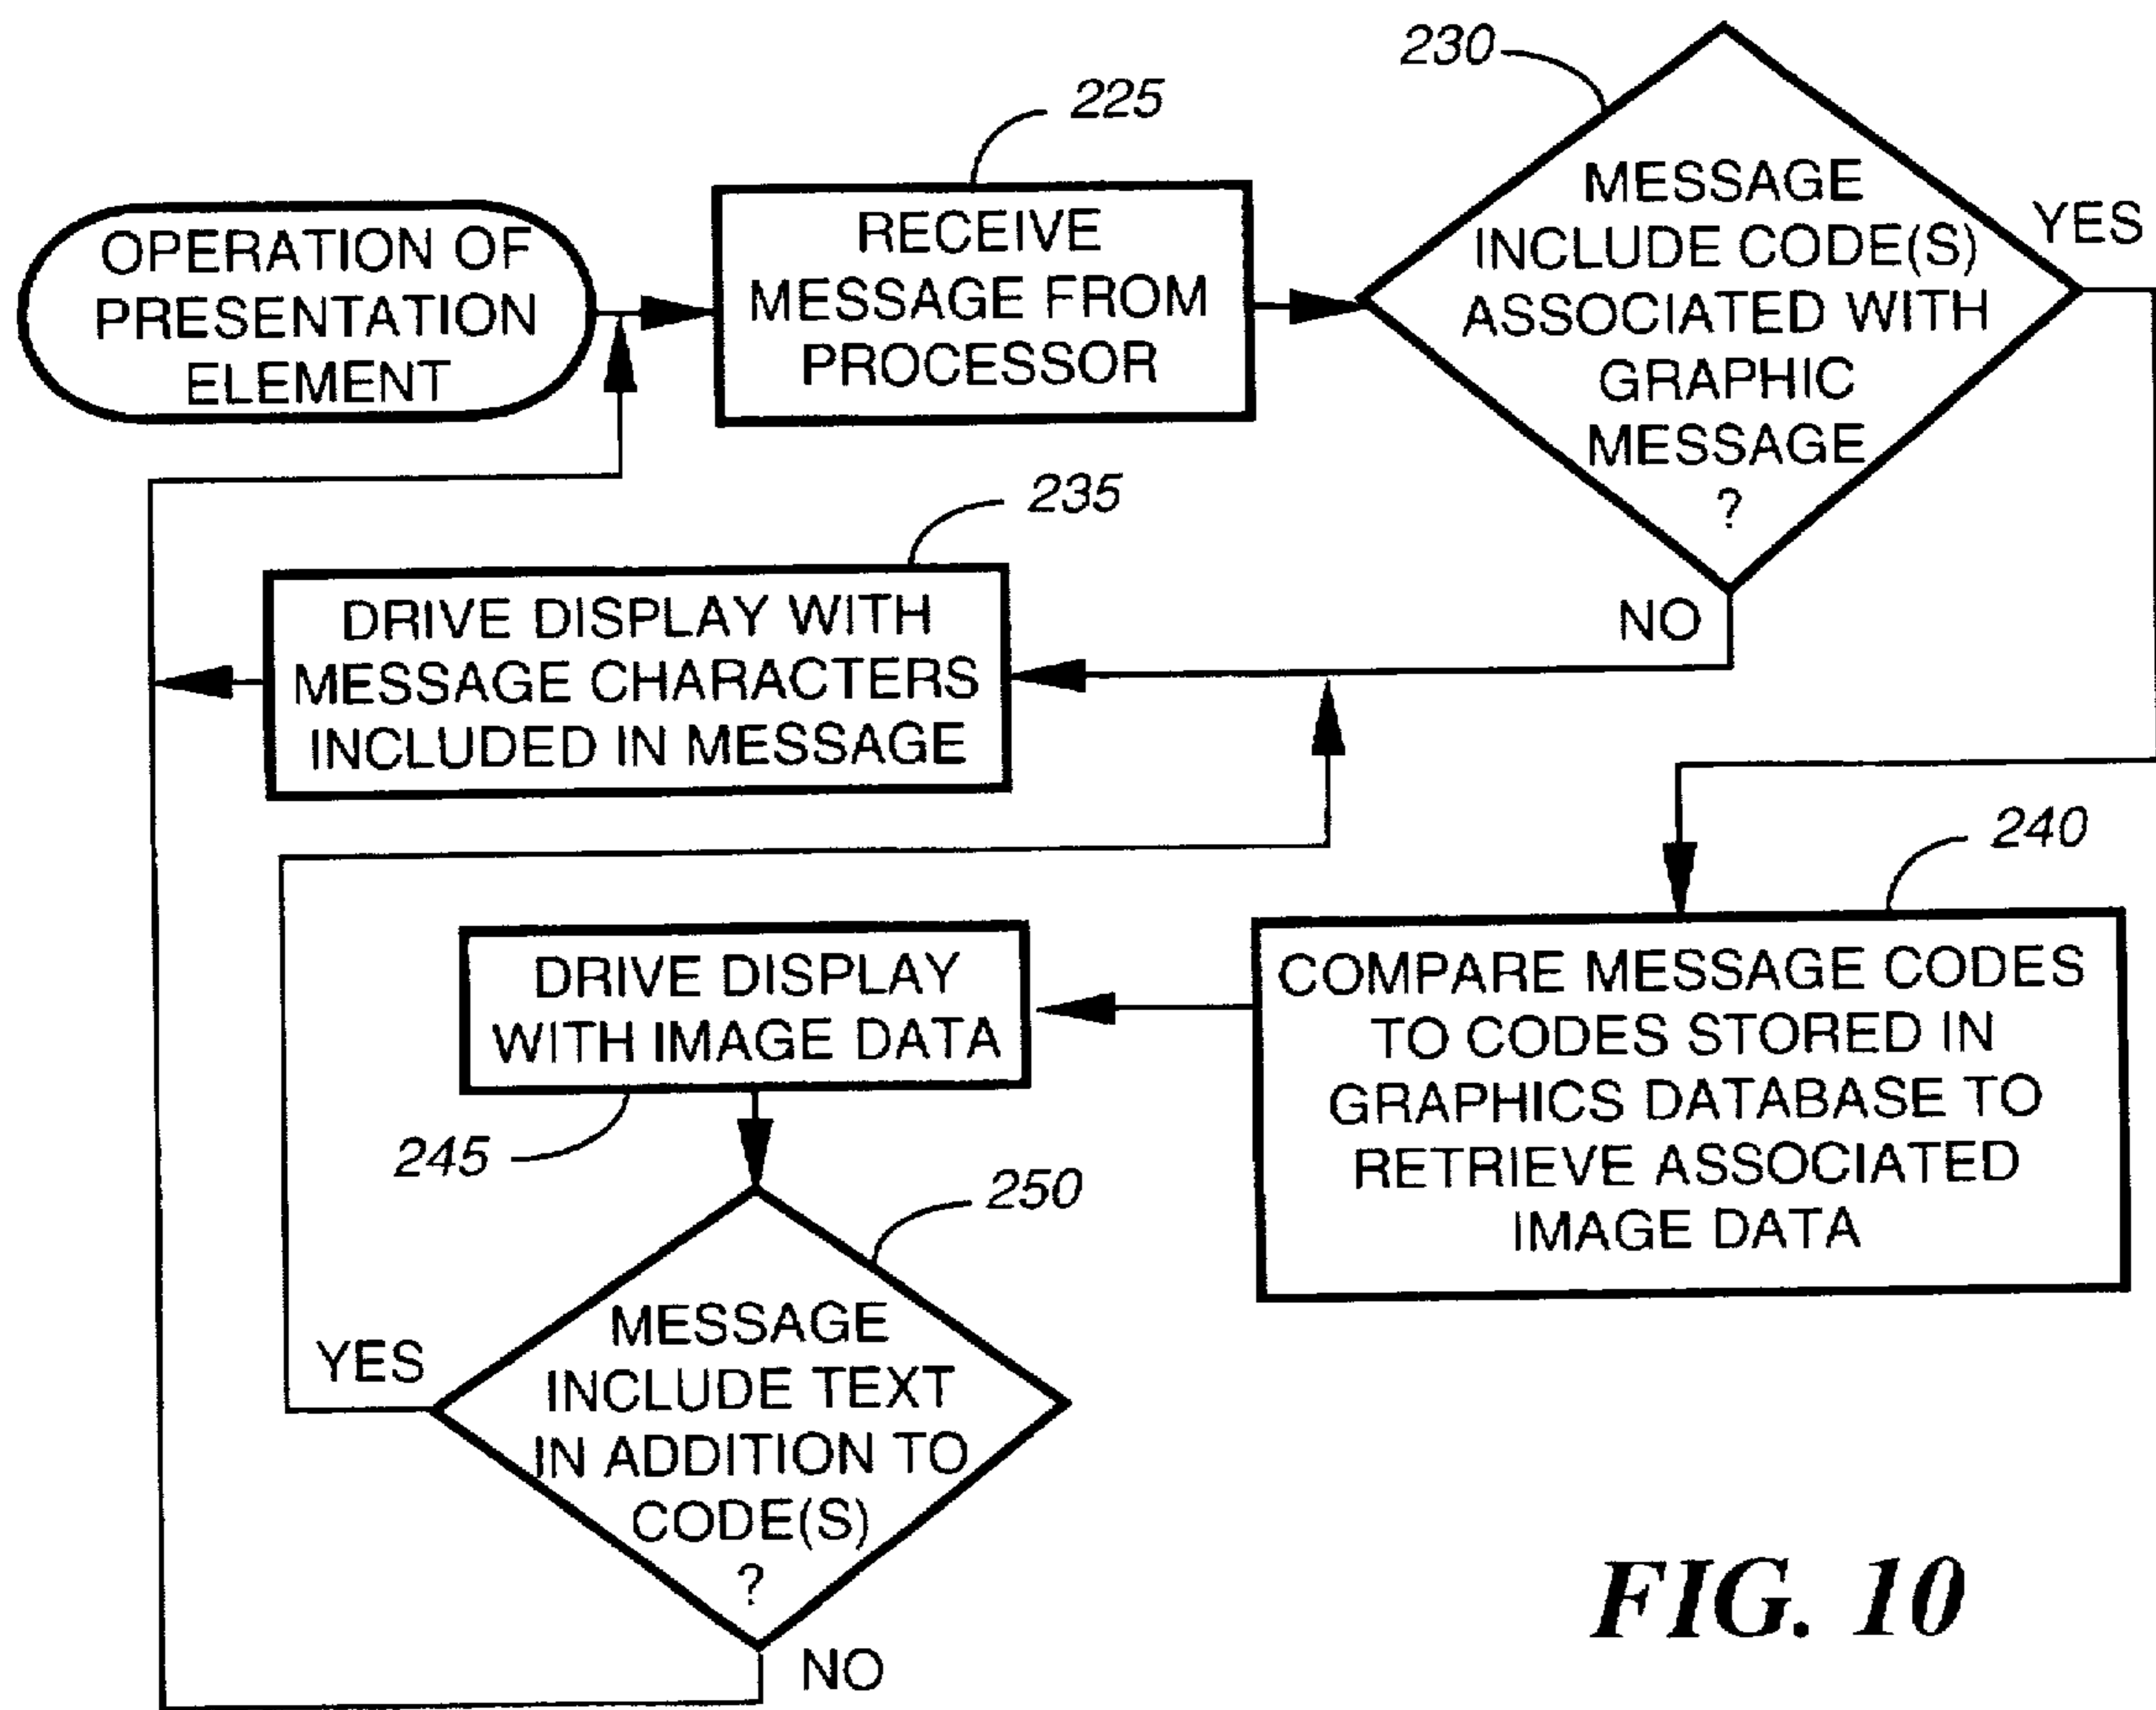 OPERATION OF
PRESENTATION
ELEMENT
225
RECEIVE
MESSAGE FROM
PROCESSOR
230
MESSAGE
INCLUDE CODE(S)
ASSOCIATED WITH
GRAPHIC
MESSAGE
?
YES
NO
235
DRIVE DISPLAY WITH
MESSAGE CHARACTERS
INCLUDED IN MESSAGE
240
COMPARE MESSAGE CODES
TO CODES STORED IN
GRAPHICS DATABASE TO
RETRIEVE ASSOCIATED
IMAGE DATA
DRIVE DISPLAY
WITH IMAGE DATA
245
250
MESSAGE
INCLUDE TEXT
IN ADDITION TO
CODE(S)
?
YES
NO
FIG. 10